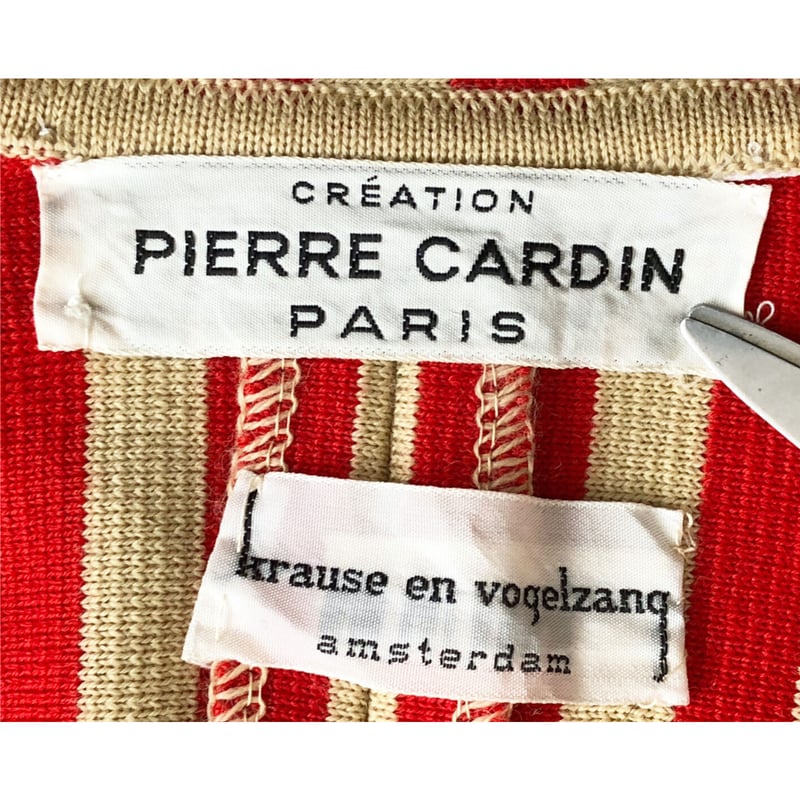 CRÉATION
PIERRE CARDIN
PARIS
krause en vogelzang
amsterdam